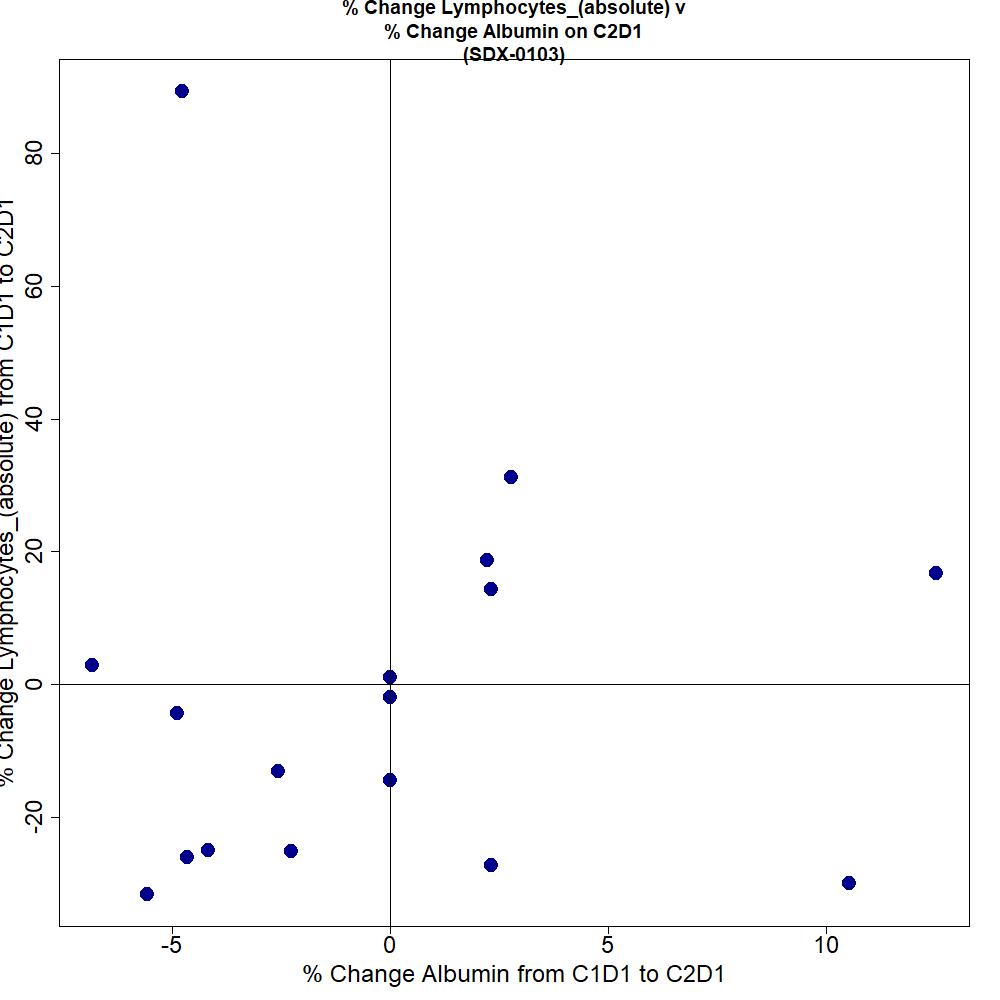 % Change Lymphocytes_(absolute) v
% Change Albumin on C2D1
(SDX-0103)
% Change Lymphocytes_(absolute) from C1D1 to C2D1
80
60
40
20
0
-20
-5
0
5
10
% Change Albumin from C1D1 to C2D1